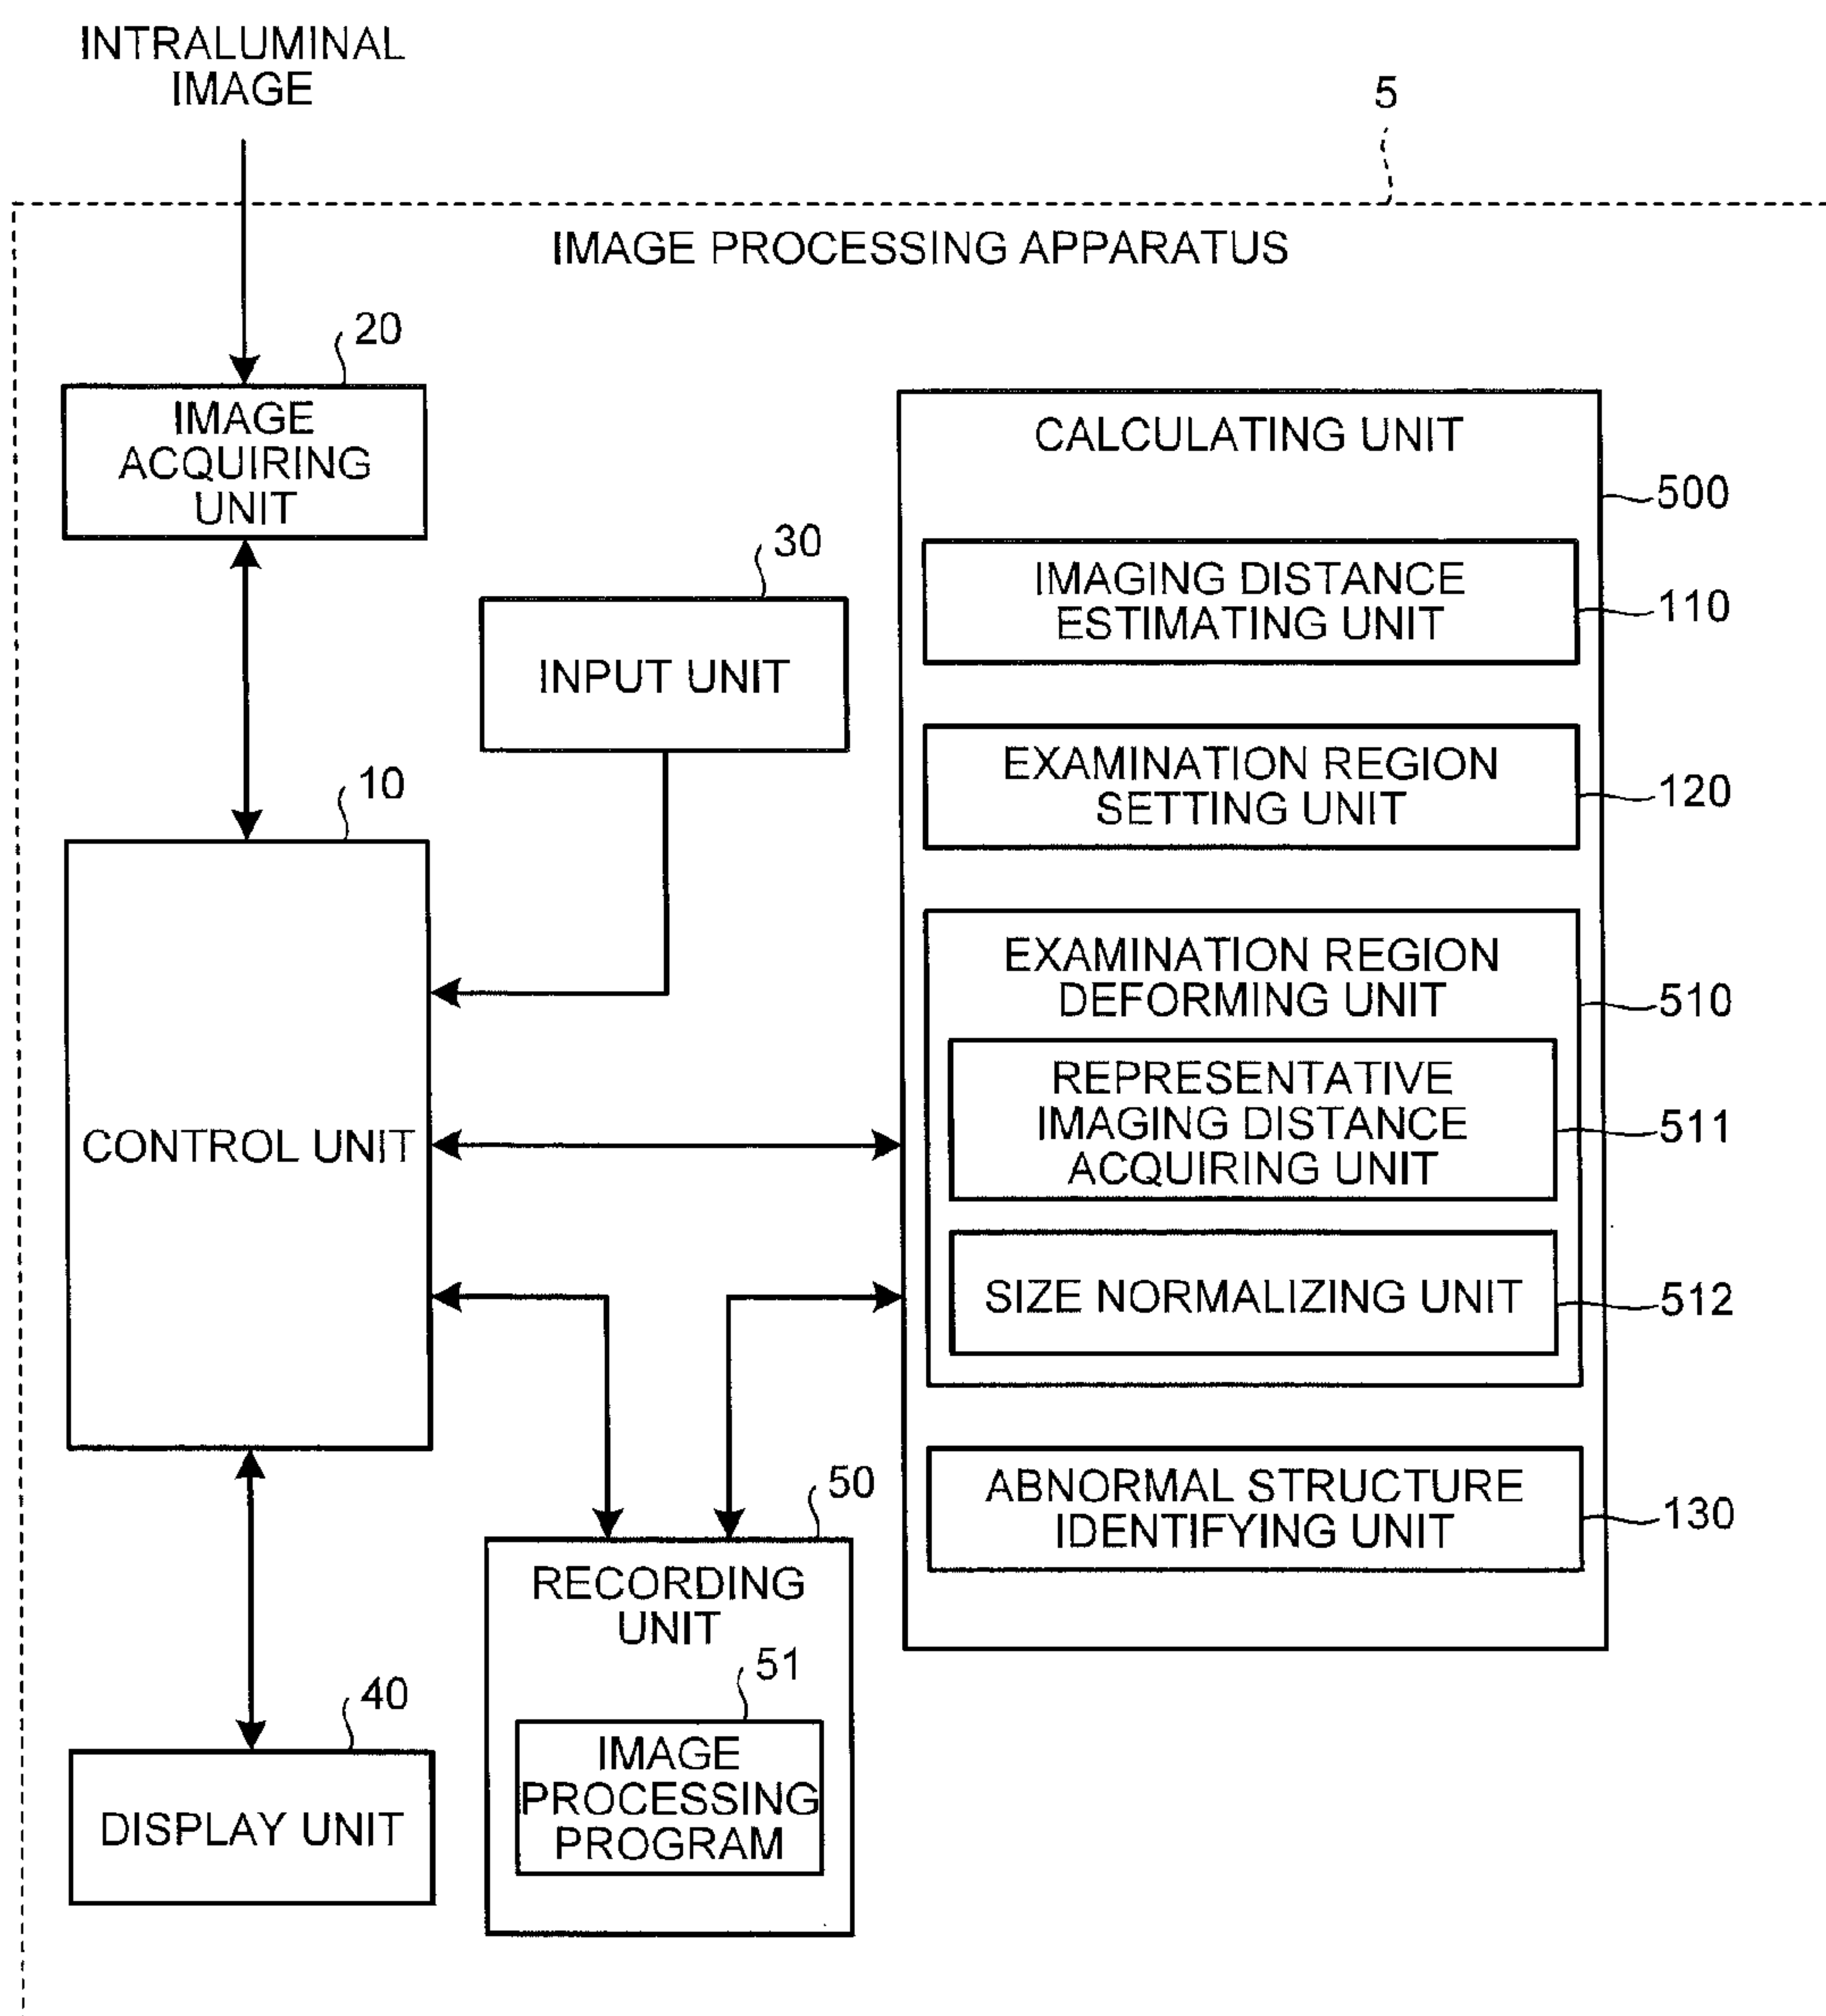 INTRALUMINAL
IMAGE
5
IMAGE PROCESSING APPARATUS
20
IMAGE
ACQUIRING
UNIT
30
INPUT UNIT
10
CONTROL UNIT
CALCULATING UNIT
500
IMAGING DISTANCE
ESTIMATING UNIT
110
EXAMINATION REGION
SETTING UNIT
120
EXAMINATION REGION
DEFORMING UNIT
510
REPRESENTATIVE
IMAGING DISTANCE
ACQUIRING UNIT
511
SIZE NORMALIZING UNIT
512
ABNORMAL STRUCTURE
IDENTIFYING UNIT
130
50
RECORDING
UNIT
51
IMAGE
PROCESSING
PROGRAM
40
DISPLAY UNIT